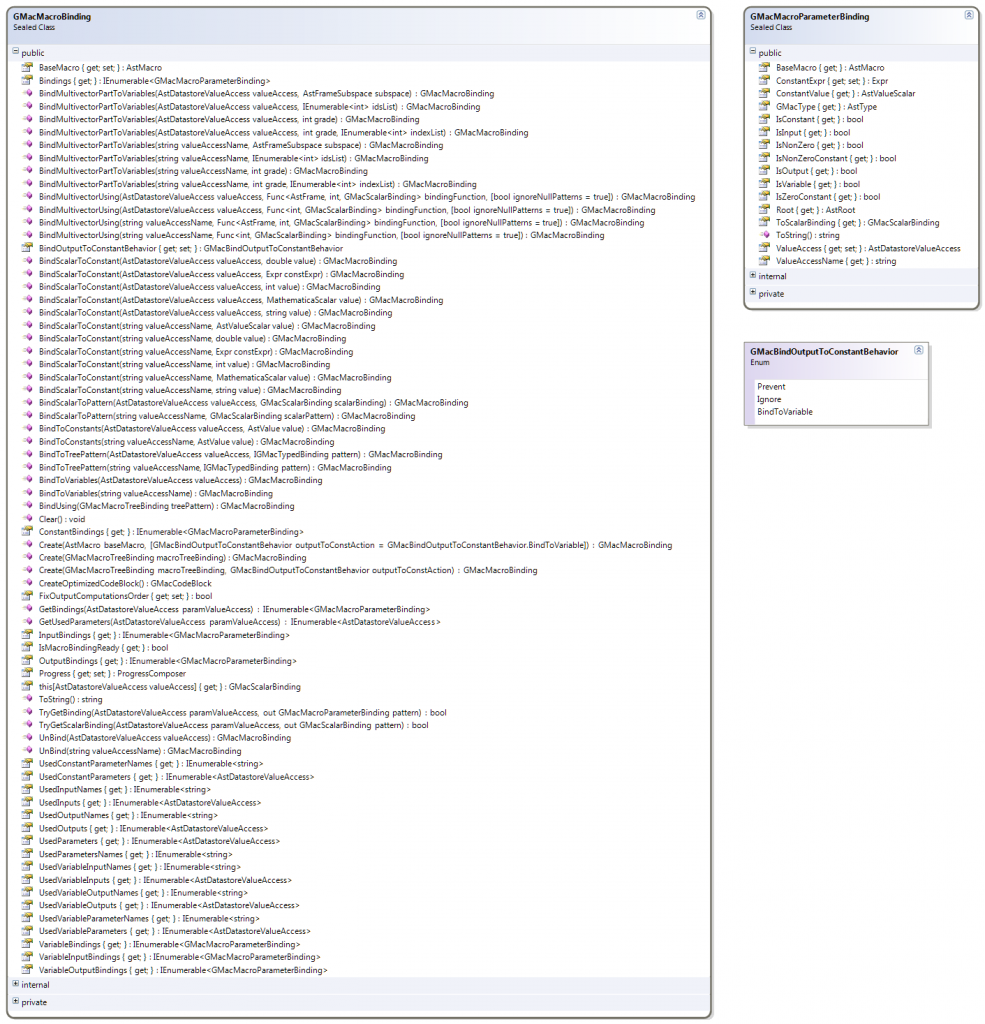 GMacMacroBinding
Sealed Class
public
BaseMacro { get; set; } : AstMacro
Bindings { get; } : IEnumerable<GMacMacroParameterBinding>
BindMultivectorPartToVariables(AstDatastoreValueAccess valueAccess, AstFrameSubspace subspace) : GMacMacroBinding
BindMultivectorPartToVariables(AstDatastoreValueAccess valueAccess, IEnumerable<int> idsList) : GMacMacroBinding
BindMultivectorPartToVariables(AstDatastoreValueAccess valueAccess, int grade) : GMacMacroBinding
BindMultivectorPartToVariables(AstDatastoreValueAccess valueAccess, int grade, IEnumerable<int> indexList) : GMacMacroBinding
BindMultivectorPartToVariables(string valueAccessName, AstFrameSubspace subspace) : GMacMacroBinding
BindMultivectorPartToVariables(string valueAccessName, IEnumerable<int> idsList) : GMacMacroBinding
BindMultivectorPartToVariables(string valueAccessName, int grade) : GMacMacroBinding
BindMultivectorPartToVariables(string valueAccessName, int grade, IEnumerable<int> indexList) : GMacMacroBinding
BindMultivectorUsing(AstDatastoreValueAccess valueAccess, Func<AstFrame, int, GMacScalarBinding> bindingFunction, [bool ignoreNullPatterns = true]) : GMacMacroBinding
BindMultivectorUsing(AstDatastoreValueAccess valueAccess, Func<int, GMacScalarBinding> bindingFunction, [bool ignoreNullPatterns = true]) : GMacMacroBinding
BindMultivectorUsing(string valueAccessName, Func<AstFrame, int, GMacScalarBinding> bindingFunction, [bool ignoreNullPatterns = true]) : GMacMacroBinding
BindMultivectorUsing(string valueAccessName, Func<int, GMacScalarBinding> bindingFunction, [bool ignoreNullPatterns = true]) : GMacMacroBinding
BindOutputToConstantBehavior { get; set; } : GMacBindOutputToConstantBehavior
BindScalarToConstant(AstDatastoreValueAccess valueAccess, double value) : GMacMacroBinding
BindScalarToConstant(AstDatastoreValueAccess valueAccess, Expr constExpr) : GMacMacroBinding
BindScalarToConstant(AstDatastoreValueAccess valueAccess, int value) : GMacMacroBinding
BindScalarToConstant(AstDatastoreValueAccess valueAccess, MathematicaScalar value) : GMacMacroBinding
BindScalarToConstant(AstDatastoreValueAccess valueAccess, string value) : GMacMacroBinding
BindScalarToConstant(string valueAccessName, AstValueScalar value) : GMacMacroBinding
BindScalarToConstant(string valueAccessName, double value) : GMacMacroBinding
BindScalarToConstant(string valueAccessName, Expr constExpr) : GMacMacroBinding
BindScalarToConstant(string valueAccessName, int value) : GMacMacroBinding
BindScalarToConstant(string valueAccessName, MathematicaScalar value) : GMacMacroBinding
BindScalarToConstant(string valueAccessName, string value) : GMacMacroBinding
BindScalarToPattern(AstDatastoreValueAccess valueAccess, GMacScalarBinding scalarBinding) : GMacMacroBinding
BindScalarToPattern(string valueAccessName, GMacScalarBinding scalarPattern) : GMacMacroBinding
BindToConstants(AstDatastoreValueAccess valueAccess, AstValue value) : GMacMacroBinding
BindToConstants(string valueAccessName, AstValue value) : GMacMacroBinding
BindToTreePattern(AstDatastoreValueAccess valueAccess, IGMacTypedBinding pattern) : GMacMacroBinding
BindToTreePattern(string valueAccessName, IGMacTypedBinding pattern) : GMacMacroBinding
BindToVariables(AstDatastoreValueAccess valueAccess) : GMacMacroBinding
BindToVariables(string valueAccessName) : GMacMacroBinding
BindUsing(GMacMacroTreeBinding treePattern) : GMacMacroBinding
Clear() : void
ConstantBindings { get; } : IEnumerable<GMacMacroParameterBinding>
Create(AstMacro baseMacro, [GMacBindOutputToConstantBehavior outputToConstAction = GMacBindOutputToConstantBehavior.BindToVariable]) : GMacMacroBinding
Create(GMacMacroTreeBinding macroTreeBinding) : GMacMacroBinding
Create(GMacMacroTreeBinding macroTreeBinding, GMacBindOutputToConstantBehavior outputToConstAction) : GMacMacroBinding
CreateOptimizedCodeBlock() : GMacCodeBlock
FixOutputComputationsOrder { get; set; } : bool
GetBindings(AstDatastoreValueAccess paramValueAccess) : IEnumerable<GMacMacroParameterBinding>
GetUsedParameters(AstDatastoreValueAccess paramValueAccess) : IEnumerable<AstDatastoreValueAccess>
InputBindings { get; } : IEnumerable<GMacMacroParameterBinding>
IsMacroBindingReady { get; } : bool
OutputBindings { get; } : IEnumerable<GMacMacroParameterBinding>
Progress { get; set; } : ProgressComposer
this[AstDatastoreValueAccess valueAccess] { get; } : GMacScalarBinding
ToString() : string
TryGetBinding(AstDatastoreValueAccess paramValueAccess, out GMacMacroParameterBinding pattern) : bool
TryGetScalarBinding(AstDatastoreValueAccess paramValueAccess, out GMacScalarBinding pattern) : bool
UnBind(AstDatastoreValueAccess valueAccess) : GMacMacroBinding
UnBind(string valueAccessName) : GMacMacroBinding
UsedConstantParameterNames { get; } : IEnumerable<string>
UsedConstantParameters { get; } : IEnumerable<AstDatastoreValueAccess>
UsedInputNames { get; } : IEnumerable<string>
UsedInputs { get; } : IEnumerable<AstDatastoreValueAccess>
UsedOutputNames { get; } : IEnumerable<string>
UsedOutputs { get; } : IEnumerable<AstDatastoreValueAccess>
UsedParameters { get; } : IEnumerable<AstDatastoreValueAccess>
UsedParametersNames { get; } : IEnumerable<string>
UsedVariableInputNames { get; } : IEnumerable<string>
UsedVariableInputs { get; } : IEnumerable<AstDatastoreValueAccess>
UsedVariableOutputNames { get; } : IEnumerable<string>
UsedVariableOutputs { get; } : IEnumerable<AstDatastoreValueAccess>
UsedVariableParameterNames { get; } : IEnumerable<string>
UsedVariableParameters { get; } : IEnumerable<AstDatastoreValueAccess>
VariableBindings { get; } : IEnumerable<GMacMacroParameterBinding>
VariableInputBindings { get; } : IEnumerable<GMacMacroParameterBinding>
VariableOutputBindings { get; } : IEnumerable<GMacMacroParameterBinding>
internal
private
GMacMacroParameterBinding
Sealed Class
public
BaseMacro { get; } : AstMacro
ConstantExpr { get; set; } : Expr
ConstantValue { get; } : AstValueScalar
GMacType { get; } : AstType
IsConstant { get; } : bool
IsInput { get; } : bool
IsNonZero { get; } : bool
IsNonZeroConstant { get; } : bool
IsOutput { get; } : bool
IsVariable { get; } : bool
IsZeroConstant { get; } : bool
Root { get; } : AstRoot
ToScalarBinding { get; } : GMacScalarBinding
ToString() : string
ValueAccess { get; set; } : AstDatastoreValueAccess
ValueAccessName { get; } : string
internal
private
GMacBindOutputToConstantBehavior
Enum
Prevent
Ignore
BindToVariable